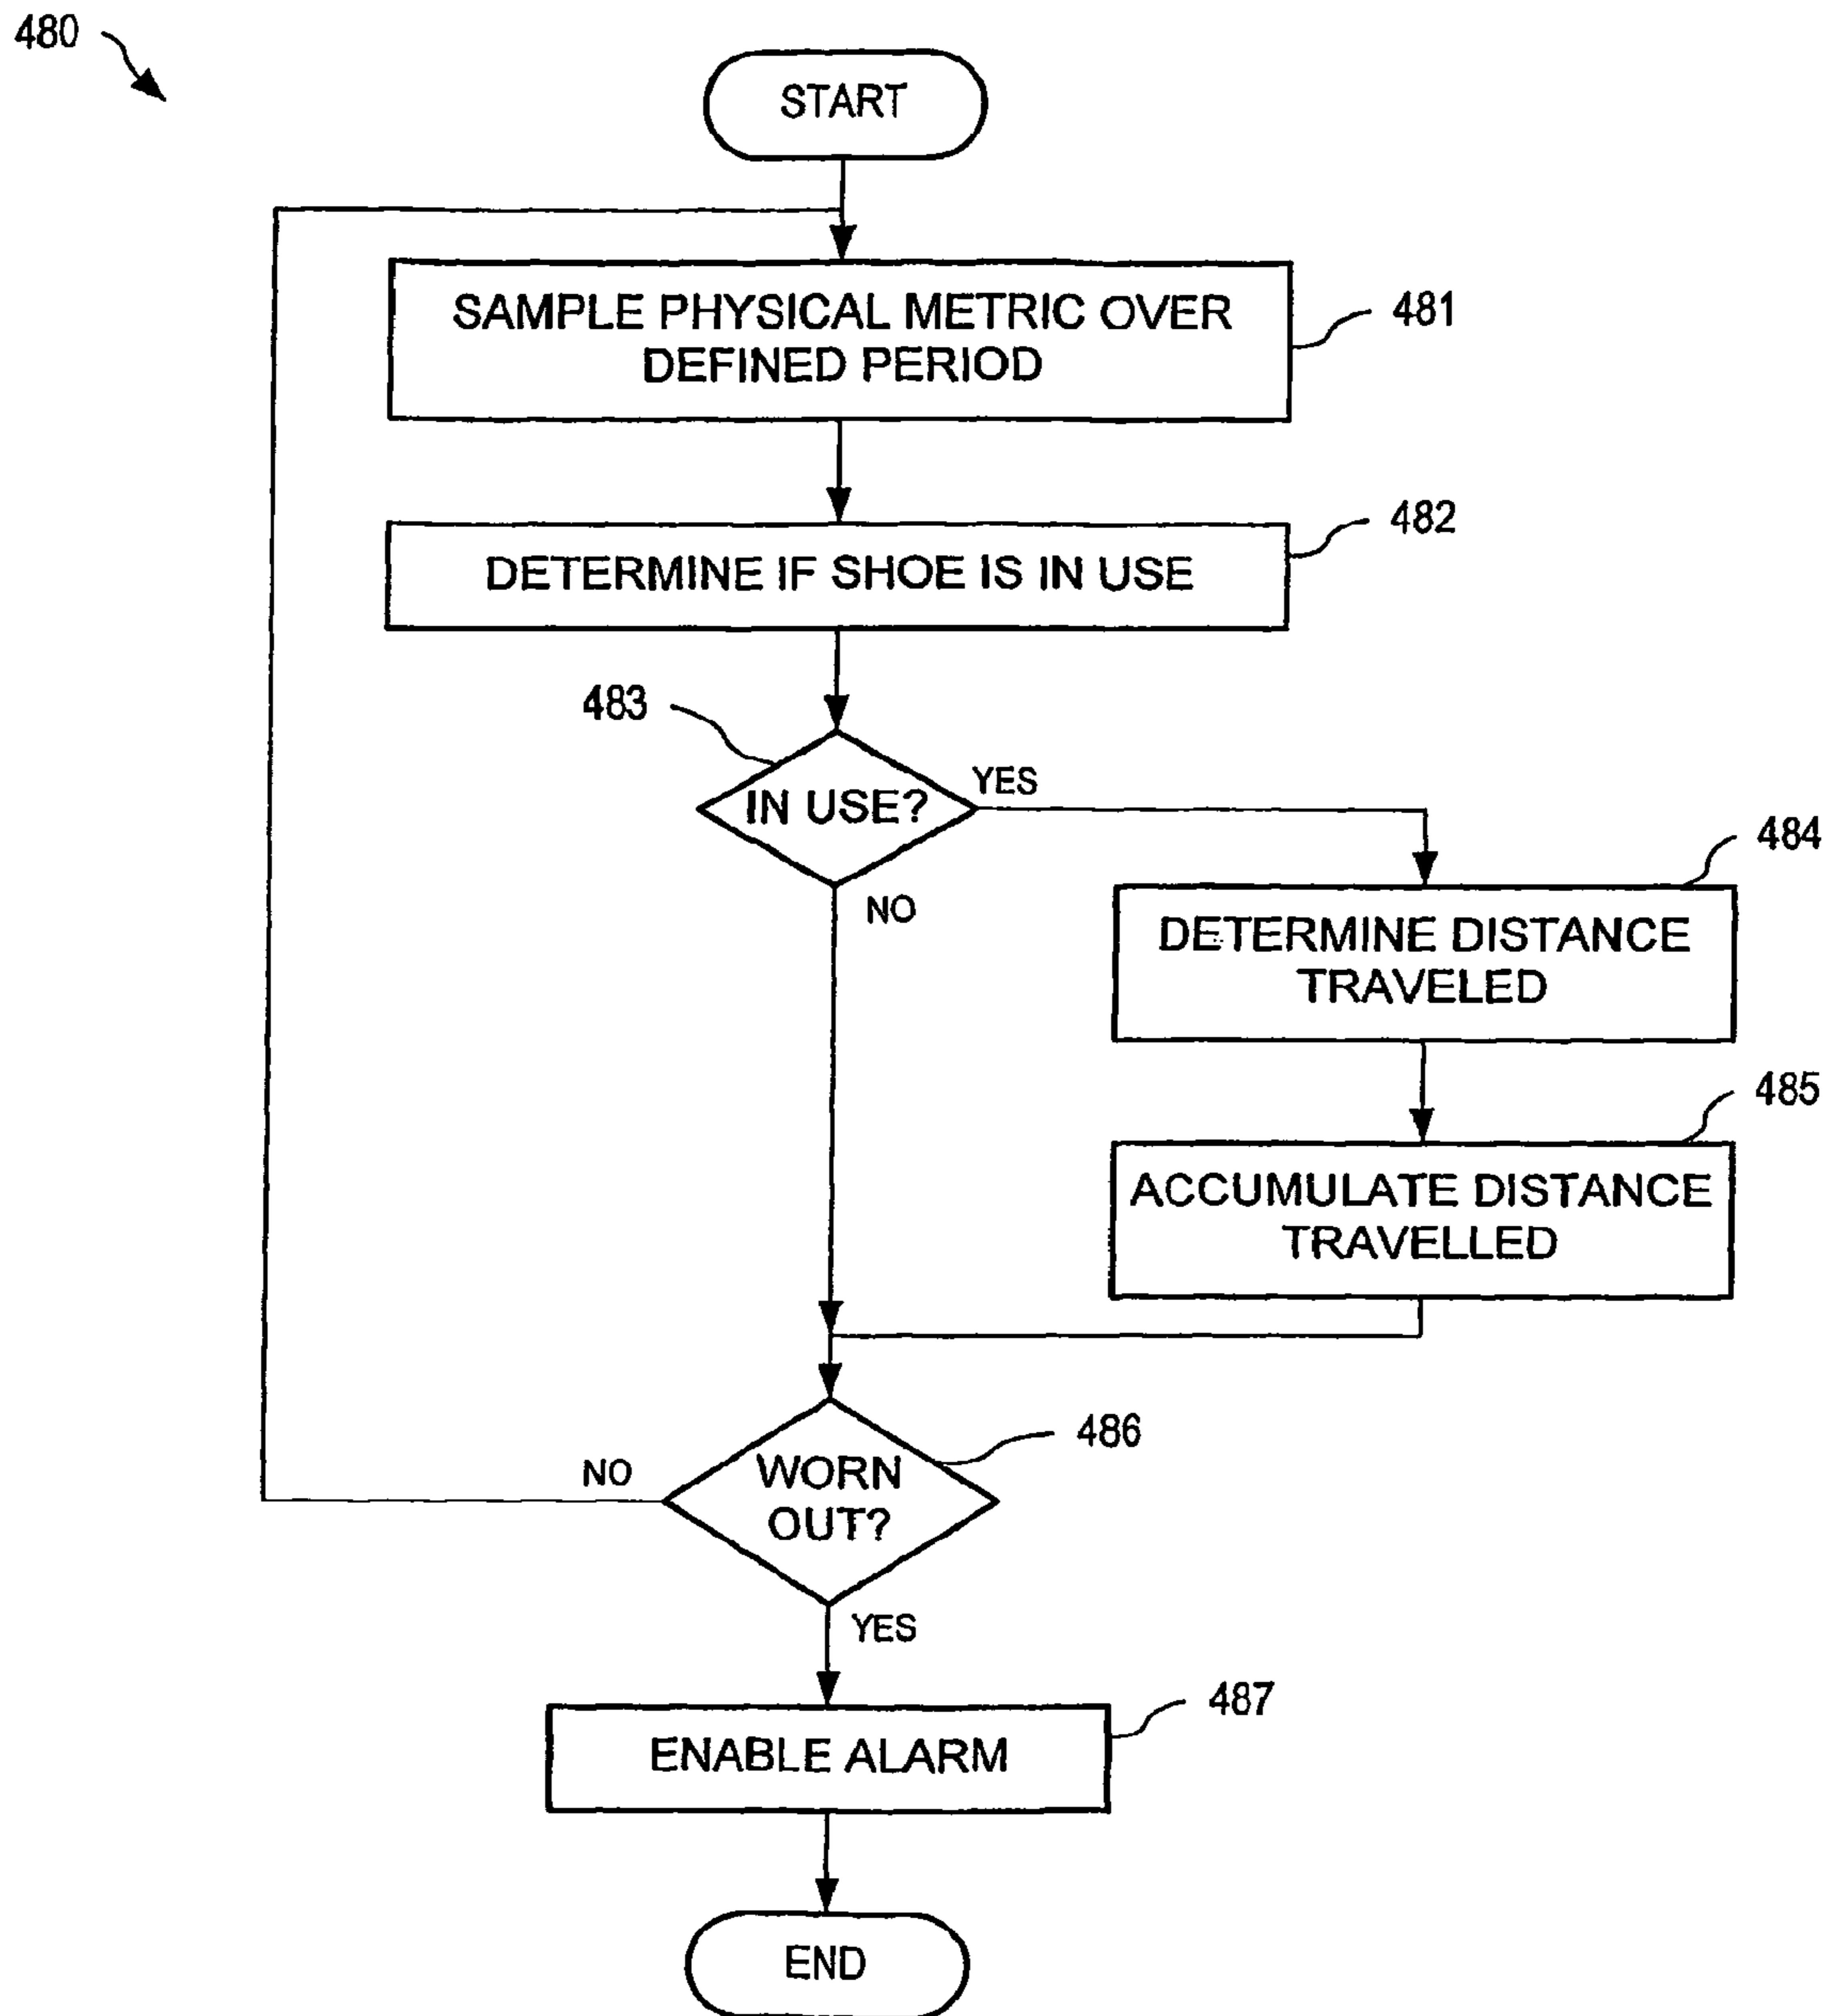 480
START
SAMPLE PHYSICAL METRIC OVER
DEFINED PERIOD
481
DETERMINE IF SHOE IS IN USE
482
483
IN USE?
YES
NO
484
DETERMINE DISTANCE
TRAVELED
485
ACCUMULATE DISTANCE
TRAVELLED
486
WORN
OUT?
NO
YES
487
ENABLE ALARM
END